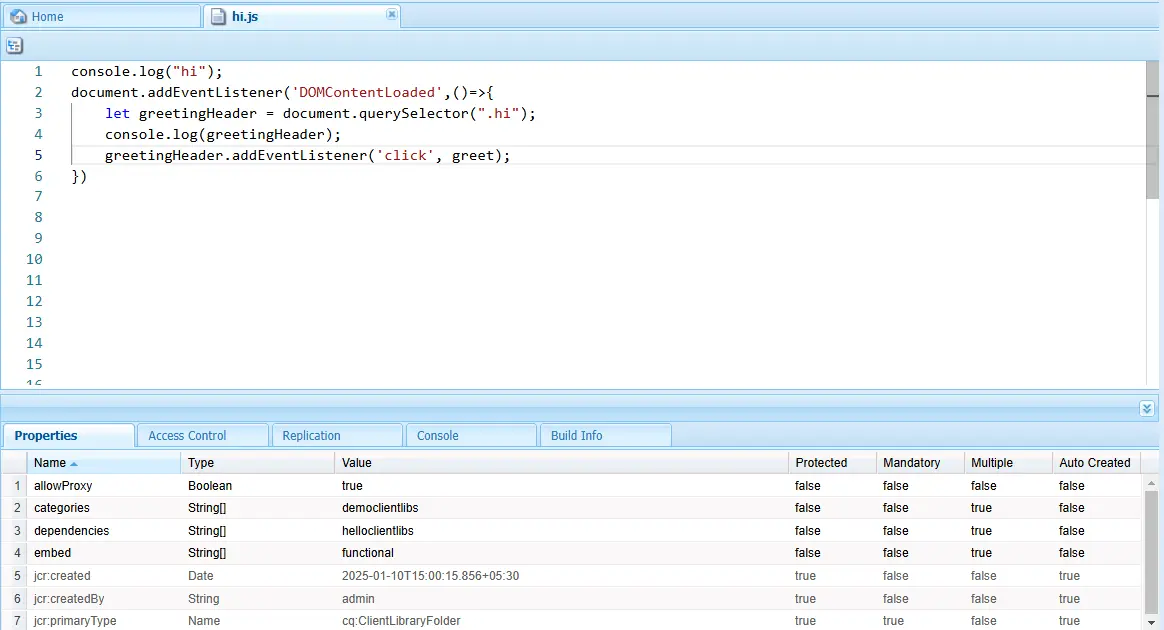 Home hi.js
1 console.log("hi");
2 document.addEventListener('DOMContentLoaded',()=>{
3 let greetingHeader = document.querySelector(".hi");
4 console.log(greetingHeader);
5 greetingHeader.addEventListener('click', greet);
6 })
7
8
9
10
11
12
13
14
15
16
Properties Access Control Replication Console Build Info
Name Type Value Protected Mandatory Multiple Auto Created
1 allowProxy Boolean true false false false false
2 categories String[] democlientlibs false false true false
3 dependencies String[] helloclientlibs false false true false
4 embed String[] functional false false true false
5 jcr:created Date 2025-01-10T15:00:15.856+05:30 true false false true
6 jcr:createdBy String admin true false false true
7 jcr:primaryType Name cq:ClientLibraryFolder true true false true